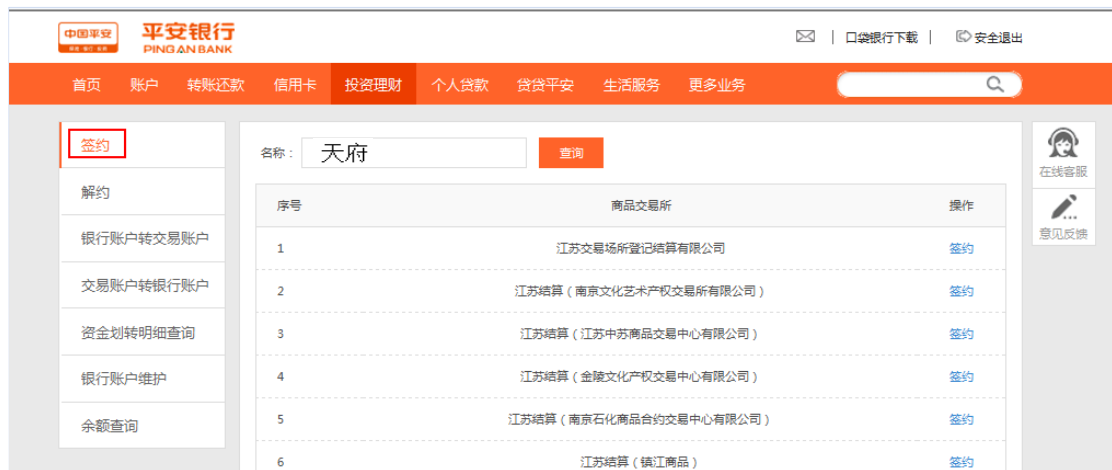 中国平安 平安银行
PING AN BANK
口袋银行下载 | 安全退出
首页 账户 转账还款 信用卡 投资理财 个人贷款 贷贷平安 生活服务 更多业务
签约
解约
银行账户转交易账户
交易账户转银行账户
资金划转明细查询
银行账户维护
余额查询
名称： 天府 查询
序号 商品交易所 操作
1 江苏交易场所登记结算有限公司 签约
2 江苏结算（南京文化艺术产权交易所有限公司） 签约
3 江苏结算（江苏中苏商品交易中心有限公司） 签约
4 江苏结算（金陵文化产权交易中心有限公司） 签约
5 江苏结算（南京石化商品合约交易中心有限公司） 签约
6 江苏结算（镇江商品） 签约
在线客服
意见反馈